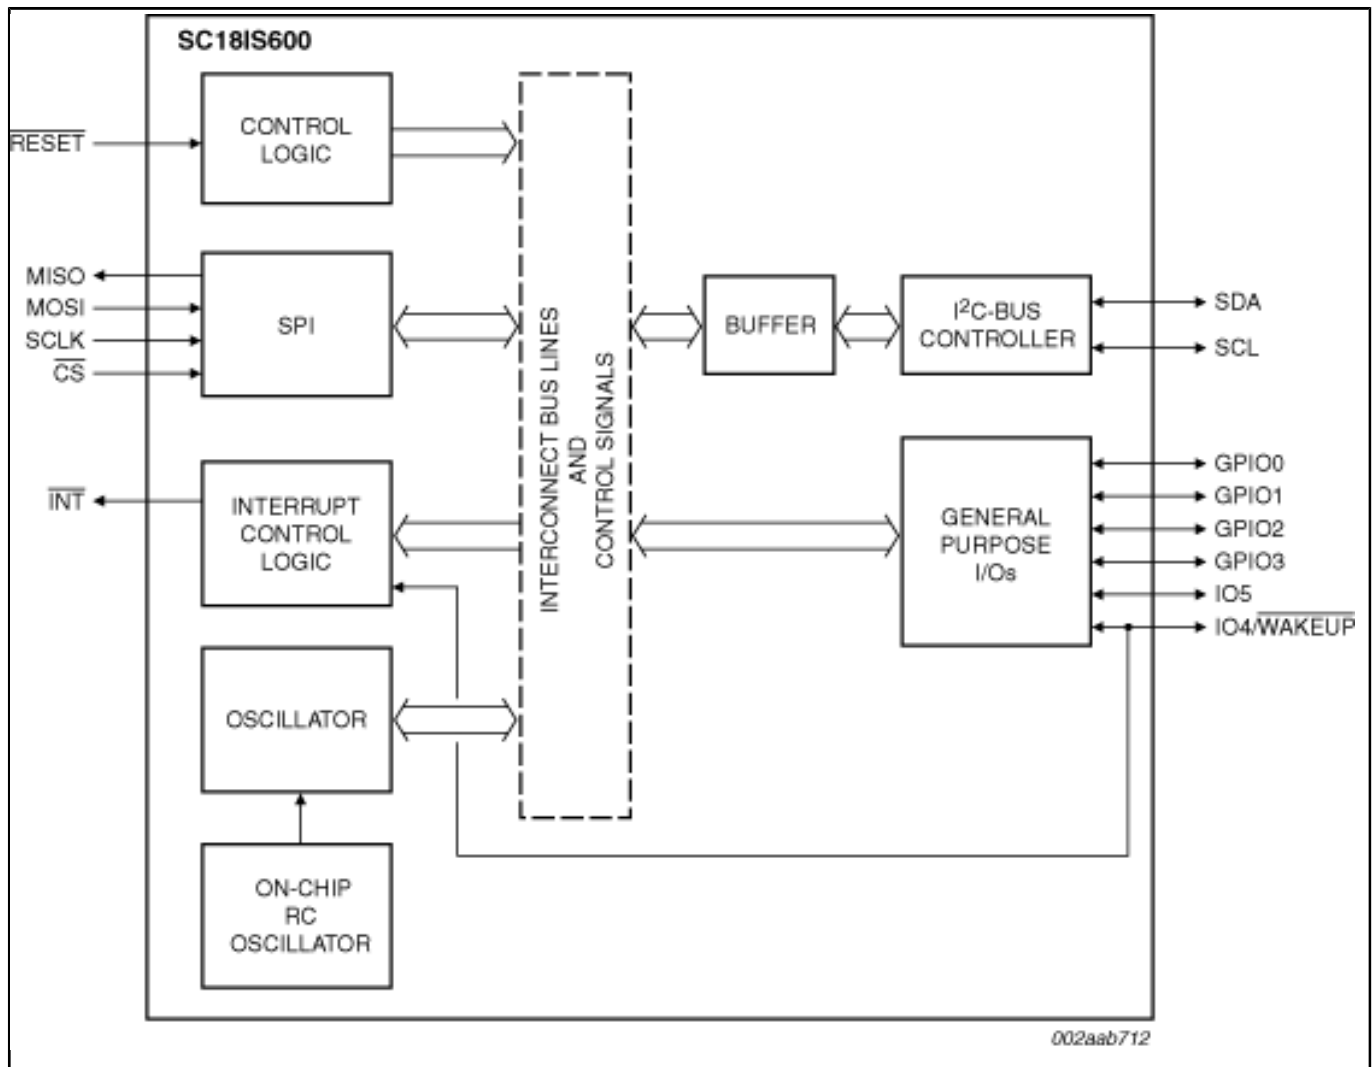 SC18IS600
CONTROL
LOGIC
RESET
MISO
MOSI
SCLK
CS
SPI
INT
INTERRUPT
CONTROL
LOGIC
OSCILLATOR
ON-CHIP
RC
OSCILLATOR
INTERCONNECT BUS LINES
AND
CONTROL SIGNALS
BUFFER
I²C-BUS
CONTROLLER
SDA
SCL
GENERAL
PURPOSE
I/Os
GPIO0
GPIO1
GPIO2
GPIO3
IO5
IO4/WAKEUP
002aab712